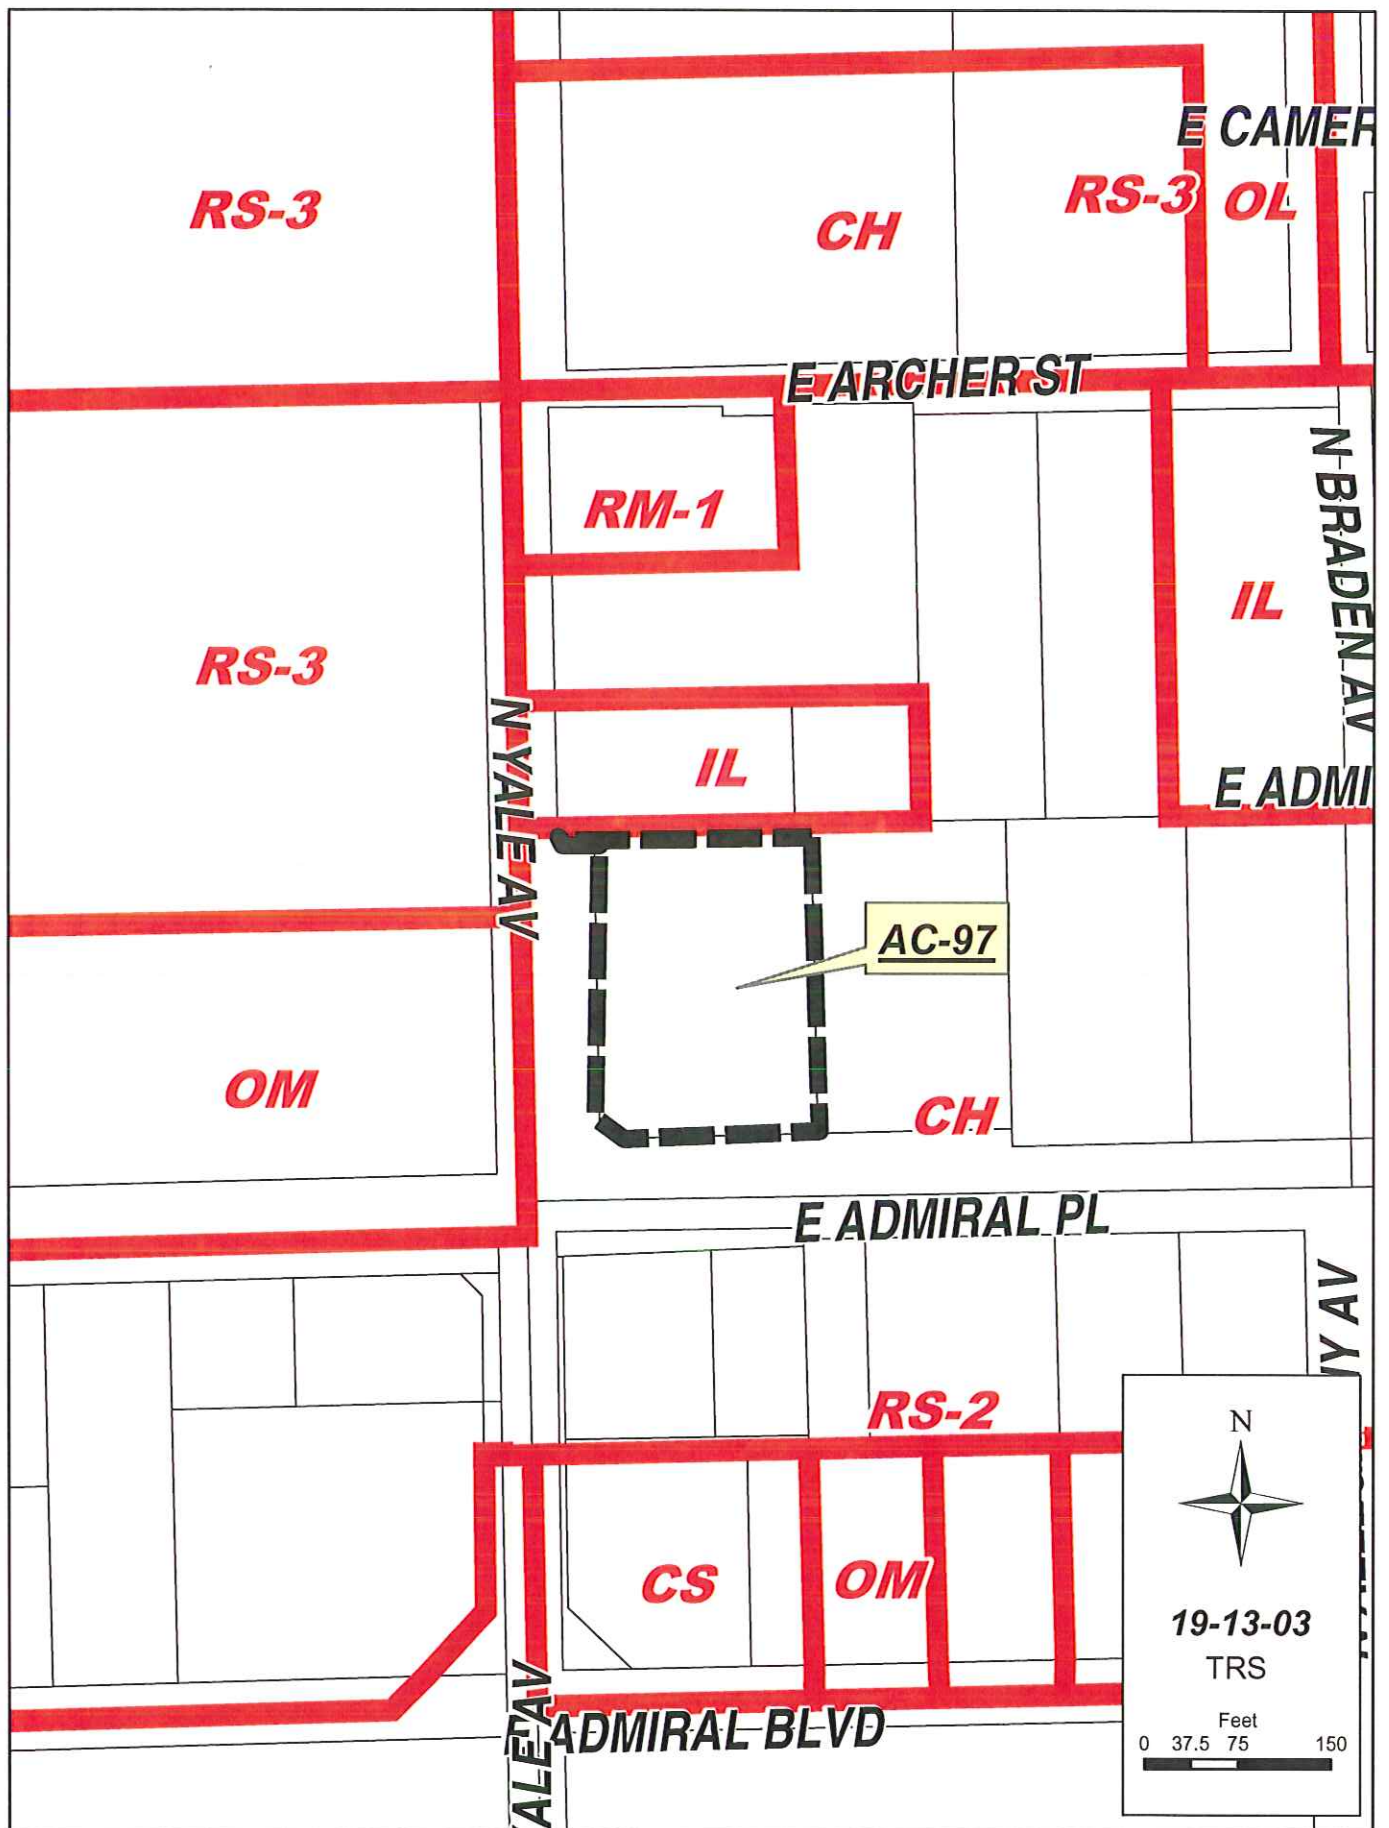 E CAMER
RS-3
CH
RS-3
OL
E ARCHER ST
RM-1
N BRADEN AV
IL
RS-3
N YALE AV
IL
E ADMI
AC-97
OM
CH
E ADMIRAL PL
Y AV
RS-2
N
CS
OM
19-13-03
TRS
Feet
0 37.5 75 150
ADMIRAL BLVD
ALE AV